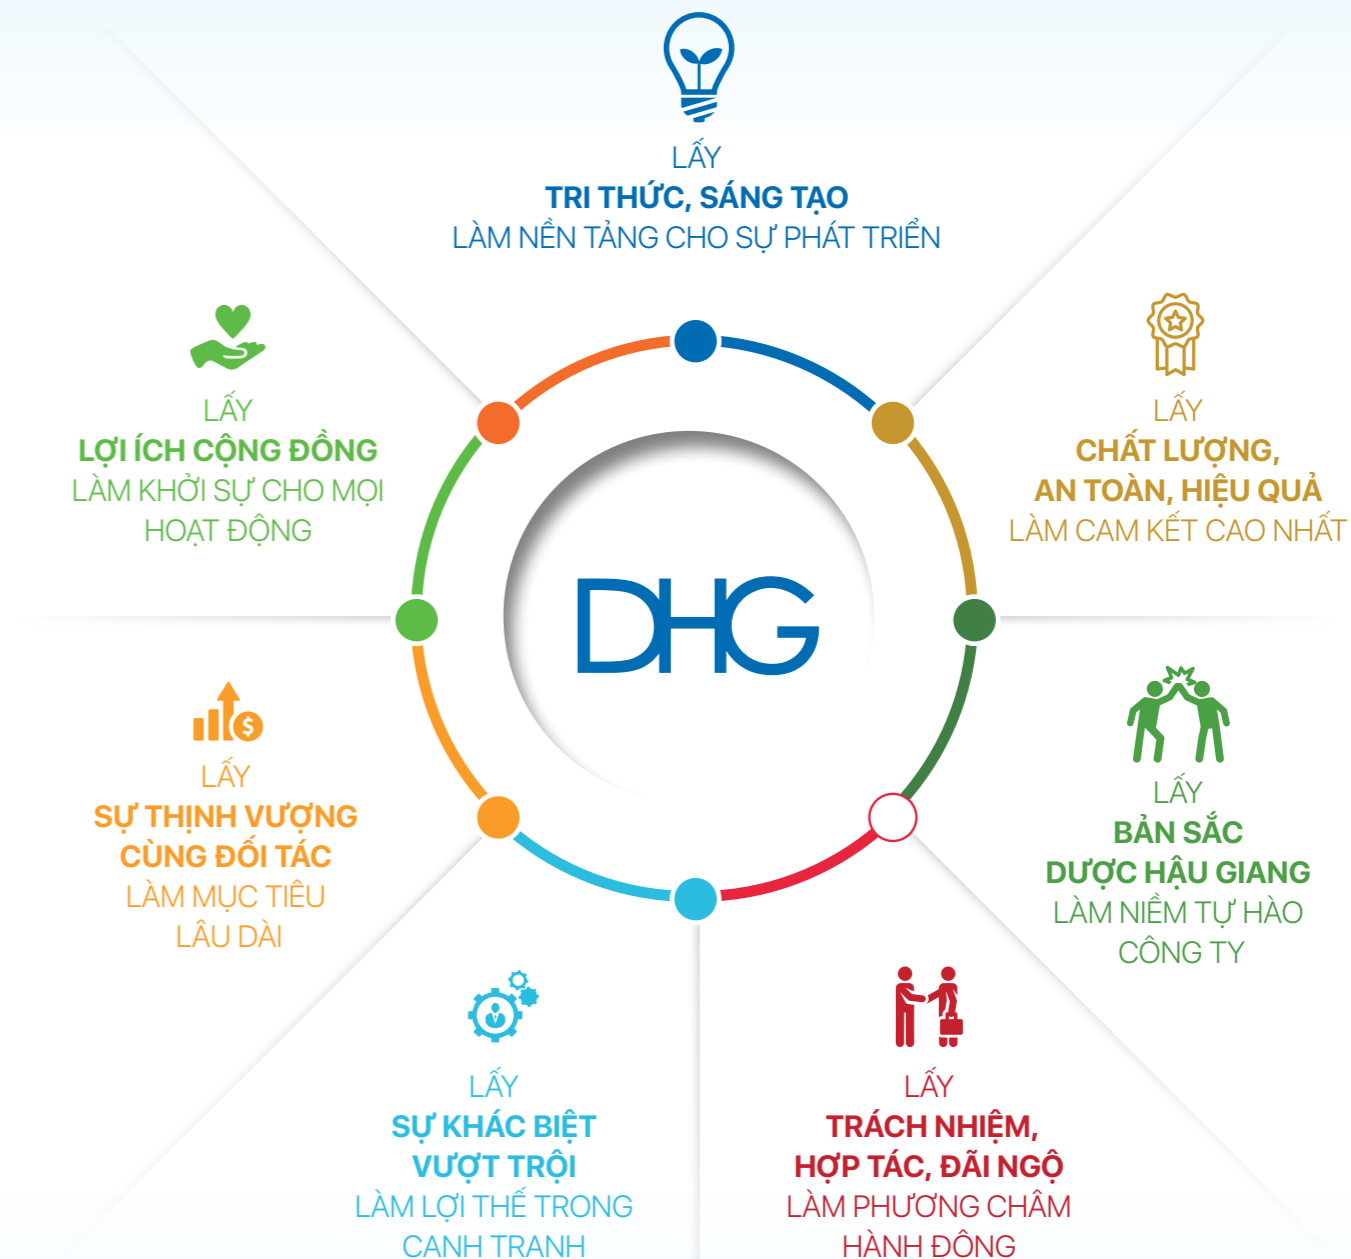 LẤY
TRI THỨC, SÁNG TẠO
LÀM NỀN TẢNG CHO SỰ PHÁT TRIỂN
LẤY
CHẤT LƯỢNG,
AN TOÀN, HIỆU QUẢ
LÀM CAM KẾT CAO NHẤT
LẤY
BẢN SẮC
DƯỢC HẬU GIANG
LÀM NIỀM TỰ HÀO
CÔNG TY
LẤY
TRÁCH NHIỆM,
HỢP TÁC, ĐÃI NGỘ
LÀM PHƯƠNG CHÂM
HÀNH ĐỘNG
LẤY
SỰ KHÁC BIỆT
VƯỢT TRỘI
LÀM LỢI THẾ TRONG
CẠNH TRANH
LẤY
SỰ THỊNH VƯỢNG
CÙNG ĐỐI TÁC
LÀM MỤC TIÊU
LÂU DÀI
LẤY
LỢI ÍCH CỘNG ĐỒNG
LÀM KHỞI SỰ CHO MỌI
HOẠT ĐỘNG
DHG